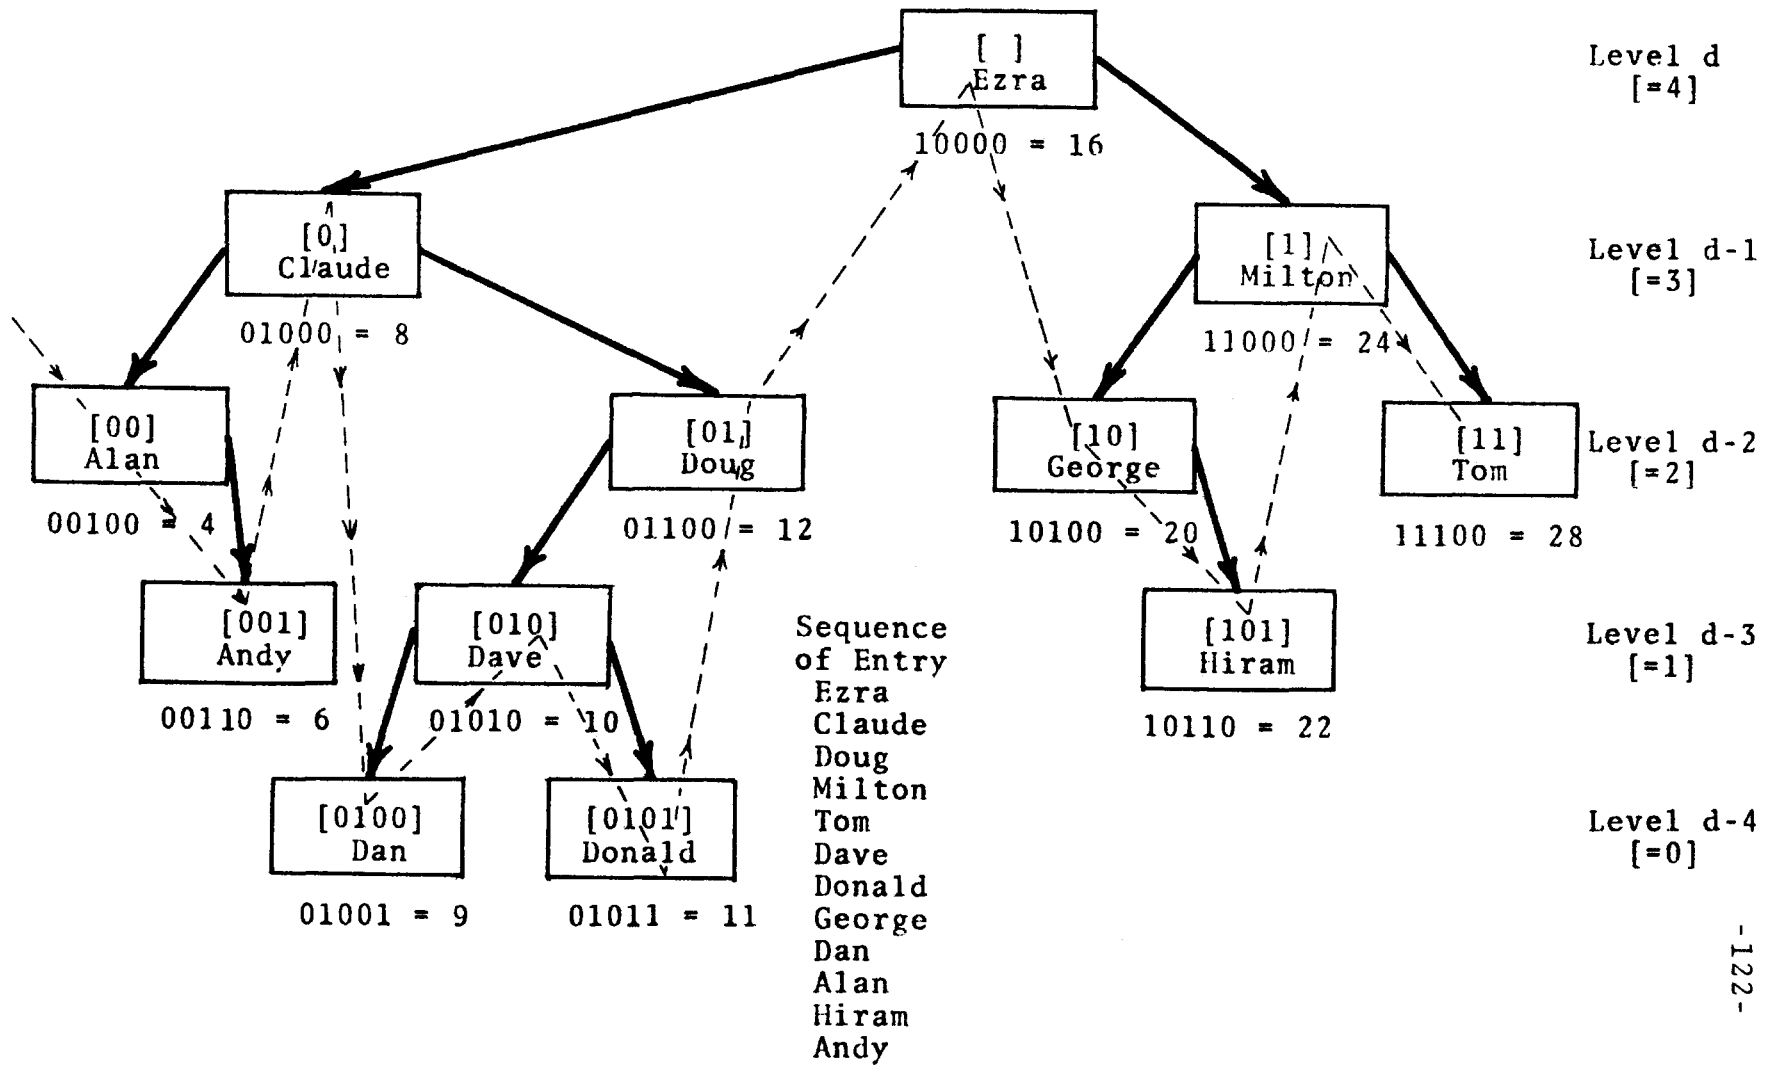 [ ]
Ezra
10000 = 16
Level d
[=4]
[0]
Claude
01000 = 8
[1]
Milton
11000 = 24
Level d-1
[=3]
[00]
Alan
00100 = 4
[01]
Doug
01100 = 12
[10]
George
10100 = 20
[11]
Tom
11100 = 28
Level d-2
[=2]
[001]
Andy
00110 = 6
[010]
Dave
01010 = 10
[101]
Hiram
10110 = 22
Level d-3
[=1]
[0100]
Dan
01001 = 9
[0101]
Donald
01011 = 11
Level d-4
[=0]
Sequence
of Entry
Ezra
Claude
Doug
Milton
Tom
Dave
Donald
George
Dan
Alan
Hiram
Andy
-122-